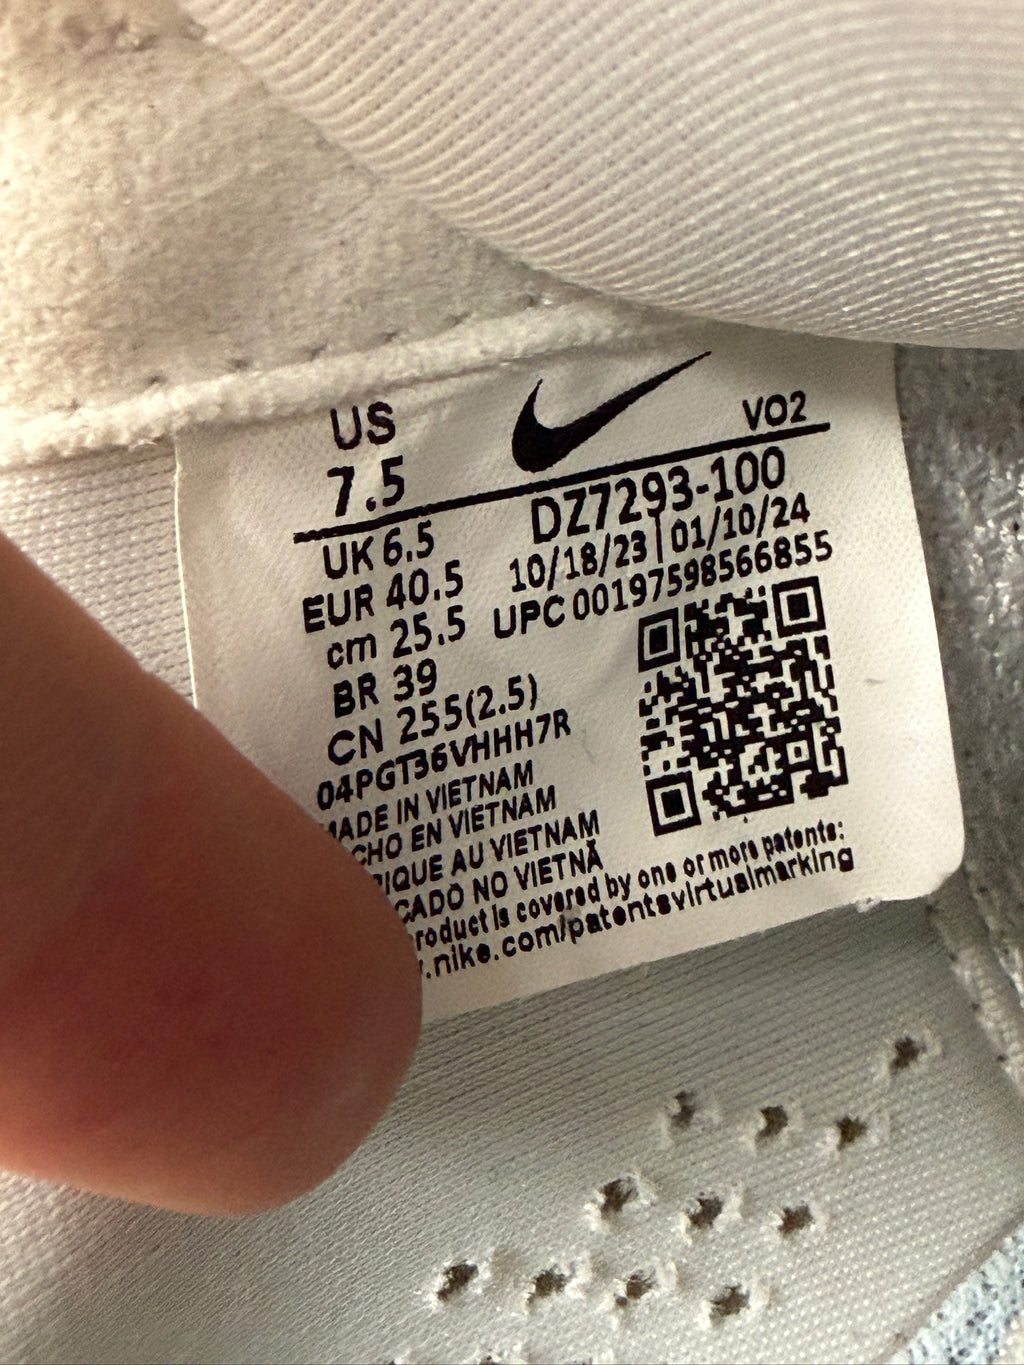 US
7.5
VO2
UK 6.5
EUR 40.5
cm 25.5
BR 39
CN 255(2.5)
DZ7293-100
10/18/23 | 01/10/24
UPC 00197598566855
04PGT36VHHH7R
MADE IN VIETNAM
CHO EN VIETNAM
RIQUE AU VIETNAM
CADO NO VIETNÃ
roduct is covered by one or more patents:
.nike.com/patentsvirtualmarking